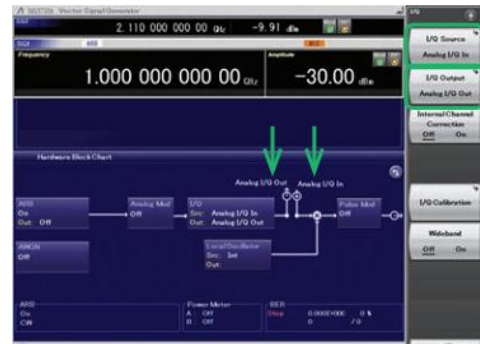 Vector Signal Generator
SG1
2. 110 000 000 00 GHz
-9. 91 dBm
SG1
ARB
Frequency
1.000 000 000 00 GHz
Amplitude
-30.00 dBm
Hardware Block Chart
Analog I/Q Out
Analog I/Q In
ARB
On
Out: Off
Analog Mod
Off
I/Q
Src: Analog I/Q In
Out: Analog I/Q Out
Pulse Mod
Off
AWGN
Off
Local Oscillator
Src: Int
Out:
ARB
On
CW
Power Meter
A : Off
B : Off
BER
Stop
0.000E+000 0 %
0 / 0
I/Q
I/Q Source
Analog I/Q In
I/Q Output
Analog I/Q Out
Internal Channel
Correction
Off On
I/Q Calibration
Wideband
Off On